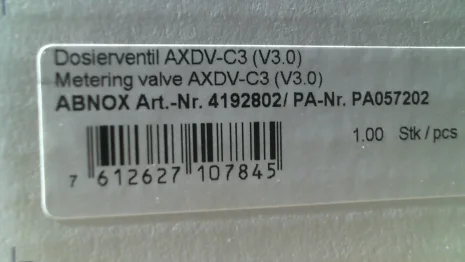 Dosierventil AXDV-C3 (V3.0)
Metering valve AXDV-C3 (V3.0)
ABNOX Art.-Nr. 4192802/ PA-Nr. PA057202
1.00 Stk / pcs
7 612627 107845